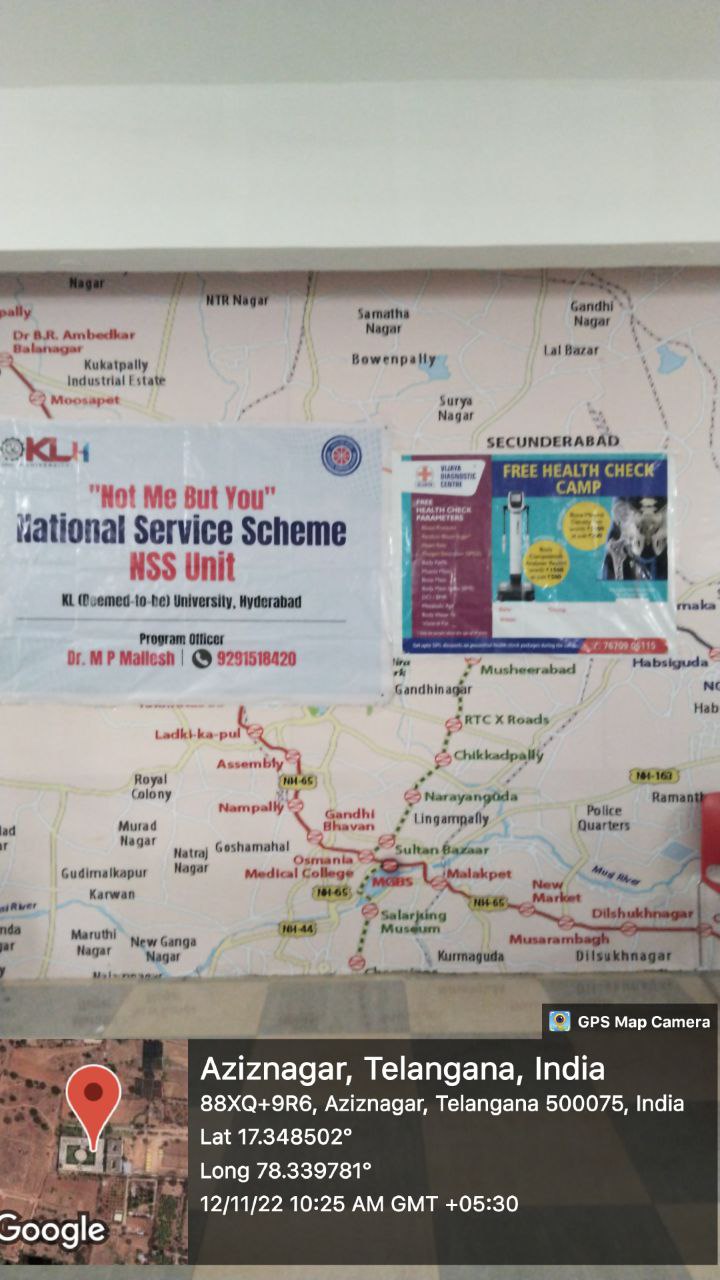 Nagar
NTR Nagar
Samatha
Nagar
Gandhi
Nagar
pally
Dr B.R. Ambedkar
Balanagar
Kukatpally
Industrial Estate
Bowenpally
Lal Bazar
Moosapet
Surya
Nagar
SECUNDERABAD
KLH
"Not Me But You"
National Service Scheme
NSS Unit
KL (Deemed-to-be) University, Hyderabad
Program Officer
Dr. M P Mallesh | 9291518420
VIJAYA
DIAGNOSTIC
CENTRE
FREE HEALTH CHECK
CAMP
FREE
HEALTH CHECK
PARAMETERS
Musheerabad
Habsiguda
Gandhinagar
RTC X Roads
Ladki-ka-pul
Assembly
Chikkadpally
NH-65
NH-163
Royal
Colony
Nampally
Narayanguda
Ramant
Gandhi
Bhavan
Lingampally
Police
Quarters
Murad
Nagar
Goshamahal
Natraj
Nagar
Sultan Bazaar
Osmania
Medical College
MGBS
Malakpet
Musi River
Gudimalkapur
Karwan
NH-65
NH-65
New
Market
Salarjung
Museum
Dilshukhnagar
NH-44
Maruthi
Nagar
New Ganga
Nagar
Musarambagh
Kurmaguda
Dilsukhnagar
GPS Map Camera
Aziznagar, Telangana, India
88XQ+9R6, Aziznagar, Telangana 500075, India
Lat 17.348502°
Long 78.339781°
12/11/22 10:25 AM GMT +05:30
Google